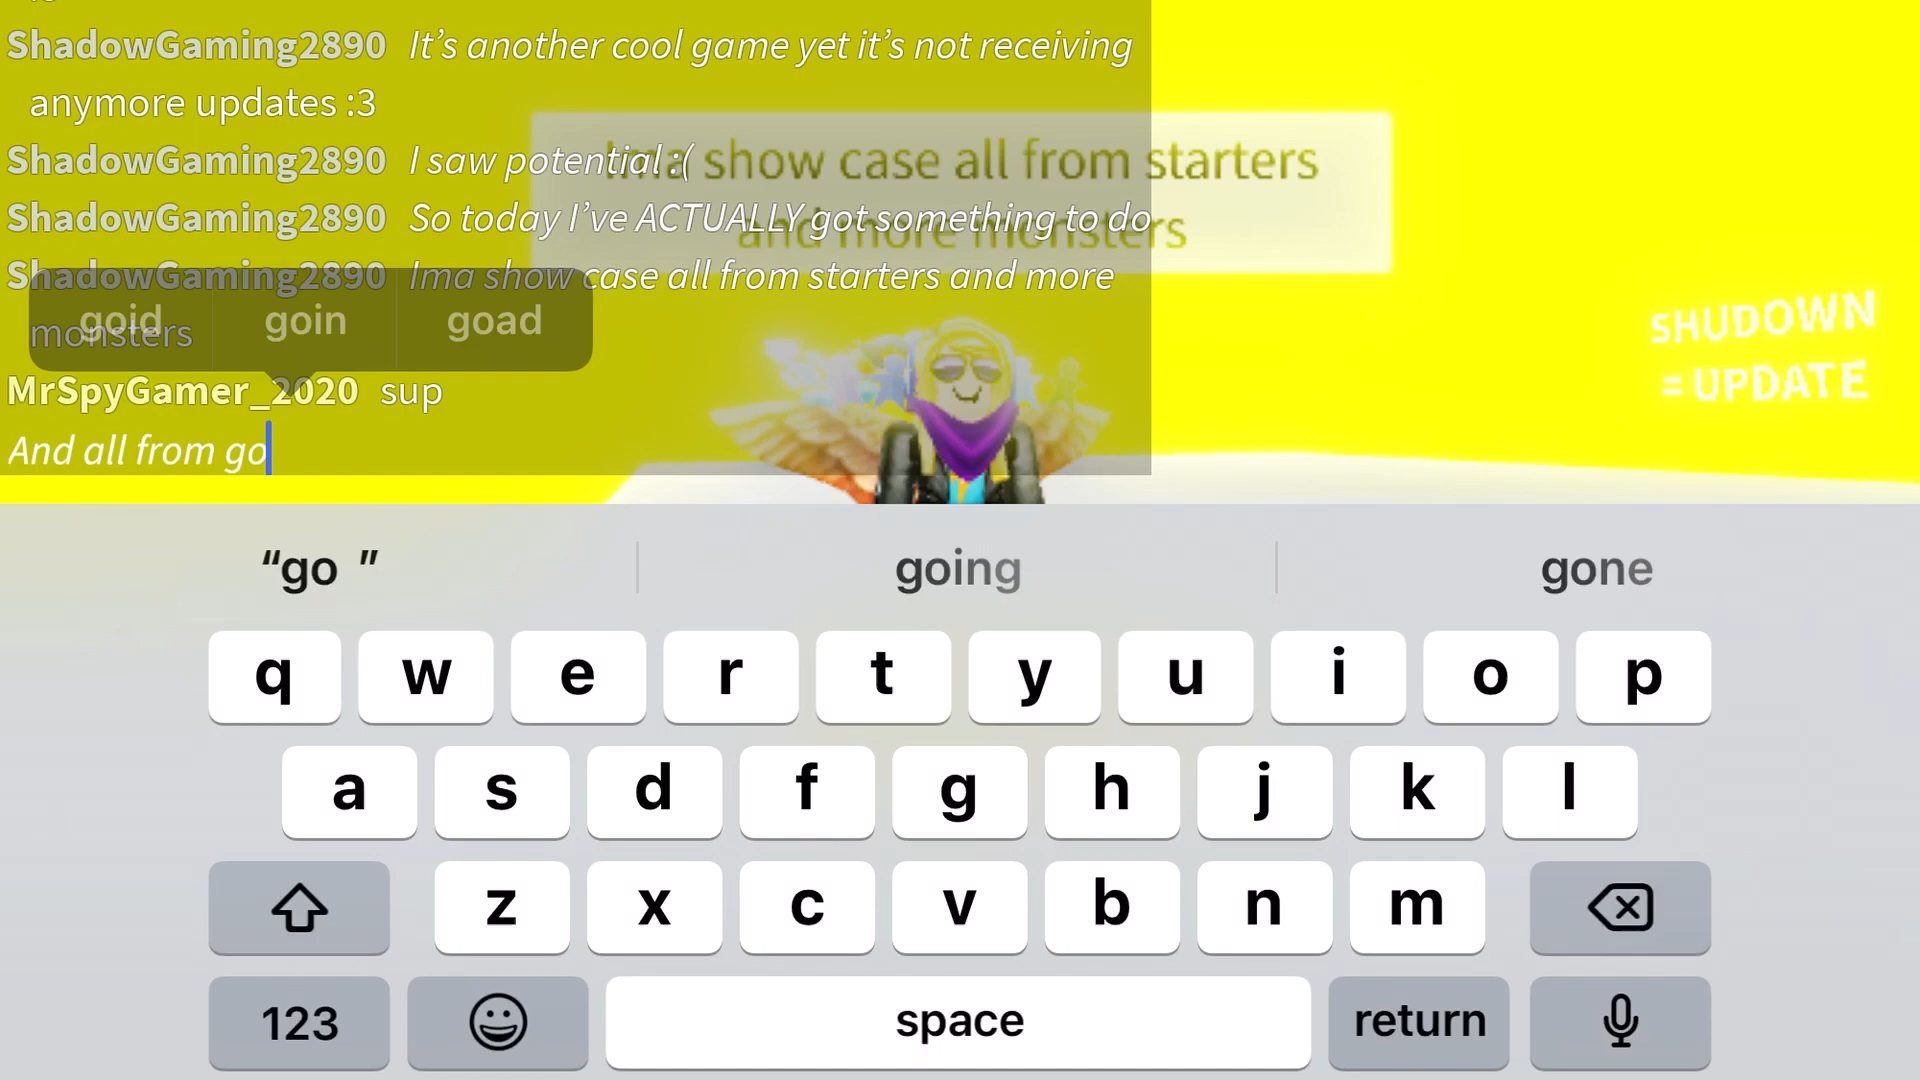 ShadowGaming2890 It’s another cool game yet it’s not receiving
anymore updates :3
ShadowGaming2890 I saw potential :(
ShadowGaming2890 So today I’ve ACTUALLY got something to do
ShadowGaming2890 Ima show case all from starters and more
monsters
MrSpyGamer_2020 sup
And all from go
goid goin goad
Ima show case all from starters
and more monsters
SHUDOWN
= UPDATE
“go ” going gone
q w e r t y u i o p
a s d f g h j k l
z x c v b n m
123 space return